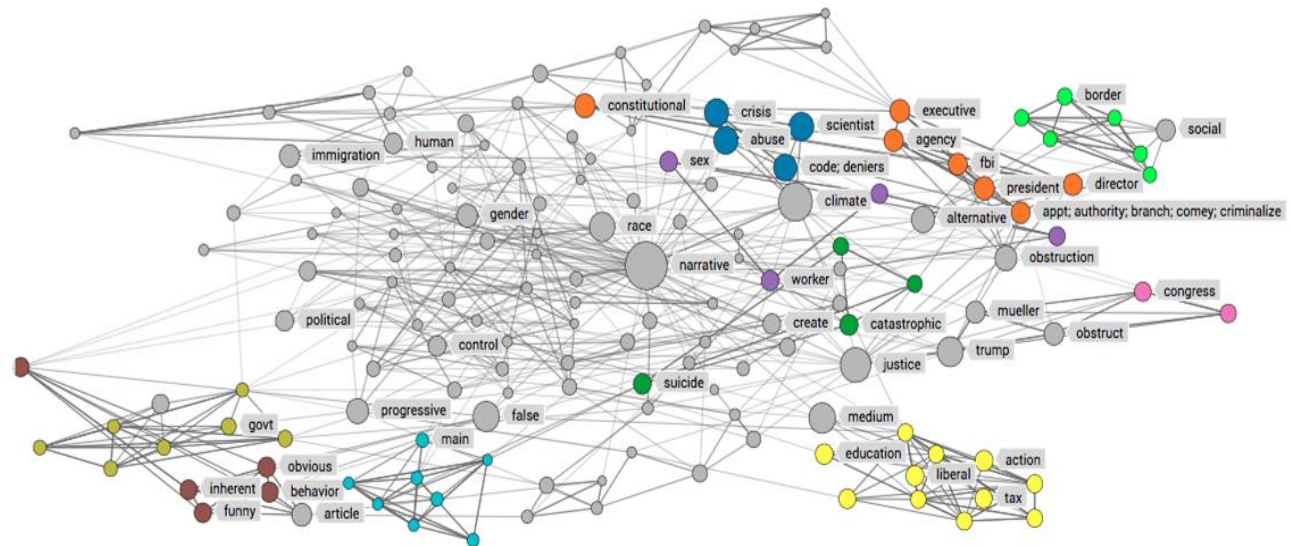 border
constitutional
crisis
executive
scientist
social
human
abuse
agency
immigration
sex
code; deniers
fbi
president
director
climate
gender
alternative
appt; authority; branch; comey; criminalize
race
narrative
obstruction
worker
congress
political
create
catastrophic
mueller
control
obstruct
trump
justice
suicide
progressive
false
medium
govt
main
education
action
obvious
liberal
inherent
behavior
tax
funny
article